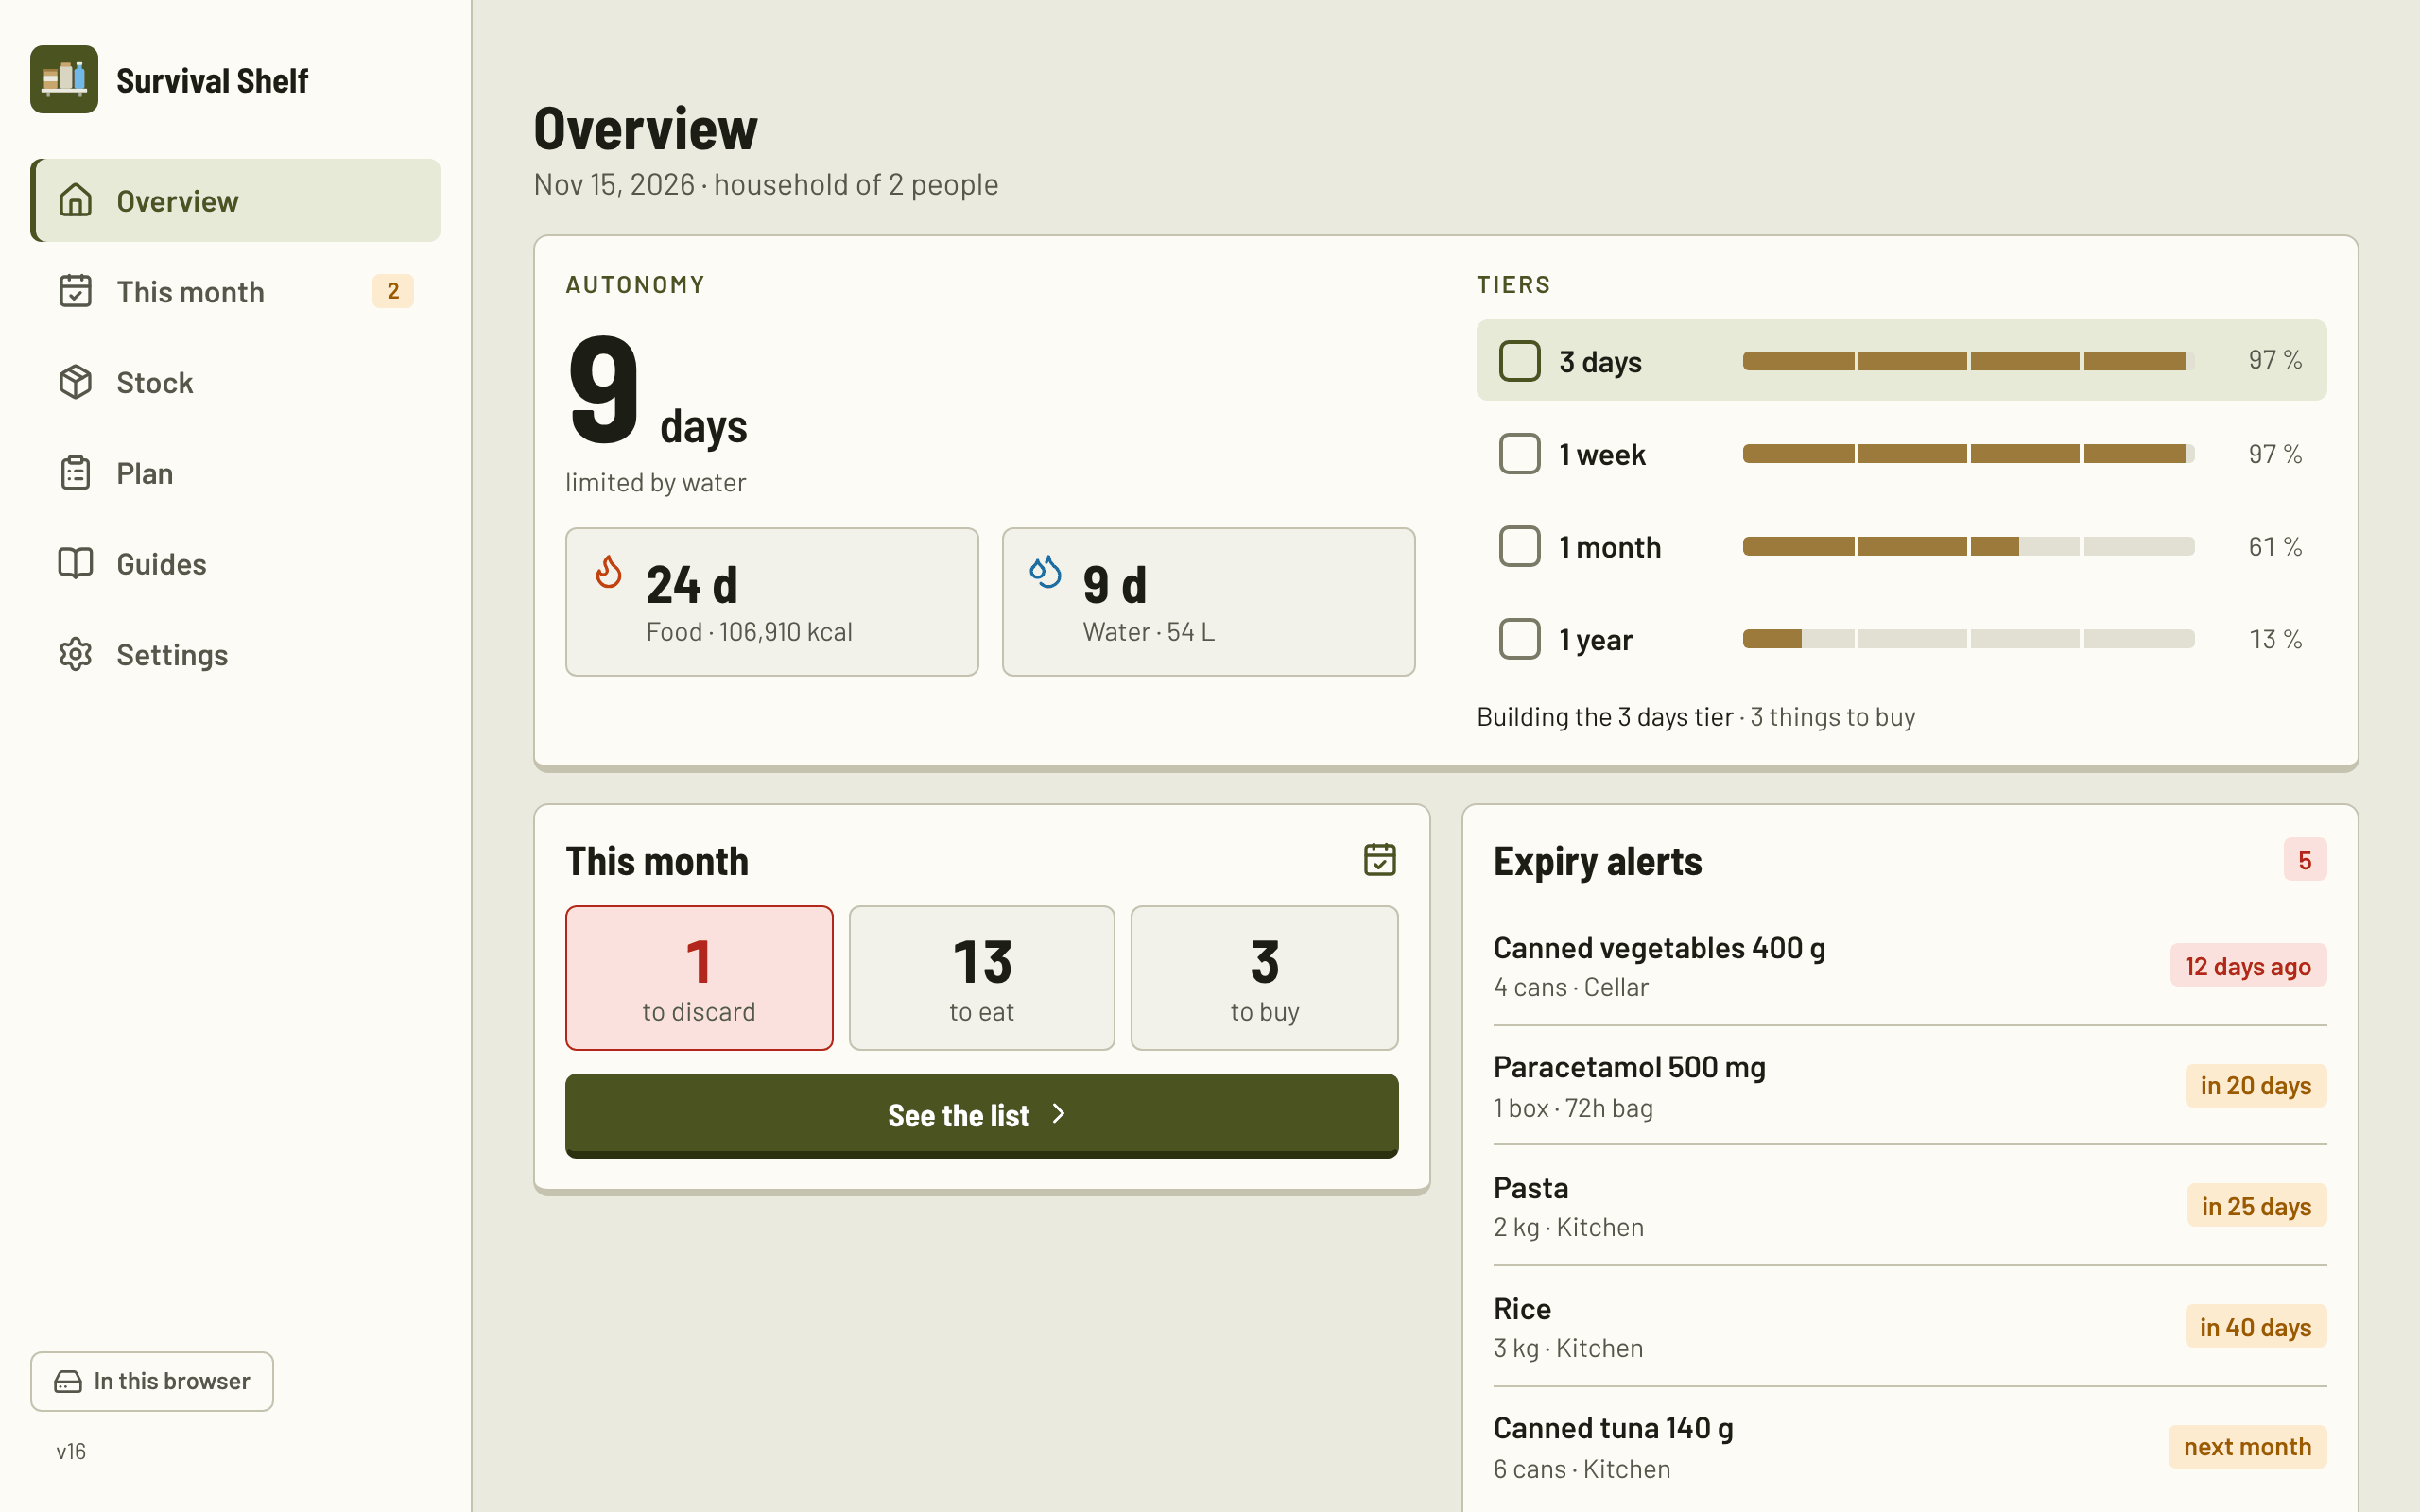 Survival Shelf
Overview
This month 2
Stock
Plan
Guides
Settings
In this browser
v16
Overview
Nov 15, 2026 · household of 2 people
AUTONOMY
9 days
limited by water
24 d
Food · 106,910 kcal
9 d
Water · 54 L
TIERS
3 days 97 %
1 week 97 %
1 month 61 %
1 year 13 %
Building the 3 days tier · 3 things to buy
This month
1
to discard
13
to eat
3
to buy
See the list
Expiry alerts 5
Canned vegetables 400 g
4 cans · Cellar
12 days ago
Paracetamol 500 mg
1 box · 72h bag
in 20 days
Pasta
2 kg · Kitchen
in 25 days
Rice
3 kg · Kitchen
in 40 days
Canned tuna 140 g
6 cans · Kitchen
next month